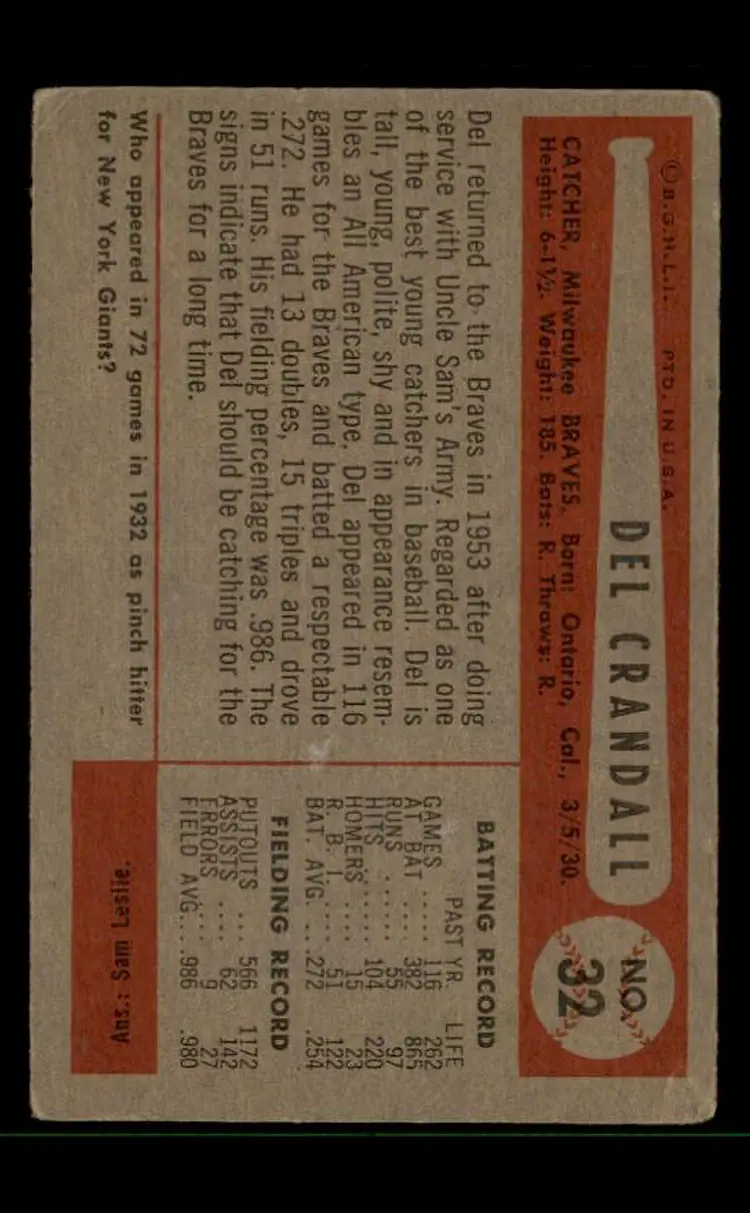 © B.G.H.L.I. PTD. IN U.S.A.
DEL CRANDALL
NO.
32
CATCHER, Milwaukee BRAVES. Born: Ontario, Cal., 3/5/30.
Height: 6-1½. Weight: 185. Bats: R. Throws: R.
Del returned to the Braves in 1953 after doing
service with Uncle Sam's Army. Regarded as one
of the best young catchers in baseball. Del is
tall, young, polite, shy and in appearance resem-
bles an All American type. Del appeared in 116
games for the Braves and batted a respectable
.272. He had 13 doubles, 15 triples and drove
in 51 runs. His fielding percentage was .986. The
signs indicate that Del should be catching for the
Braves for a long time.
BATTING RECORD
PAST YR. LIFE
GAMES ..... 116 262
AT BAT .... 382 865
RUNS ...... 55 97
HITS ...... 104 220
HOMERS .... 15 23
R. B. I. .... 51 122
BAT. AVG. ... .272 .254
FIELDING RECORD
PUTOUTS ... 566 1172
ASSISTS .... 62 142
ERRORS .... 9 27
FIELD AVG. .. .986 .980
Who appeared in 72 games in 1932 as pinch hitter
for New York Giants?
Ans.: Sam Leslie.